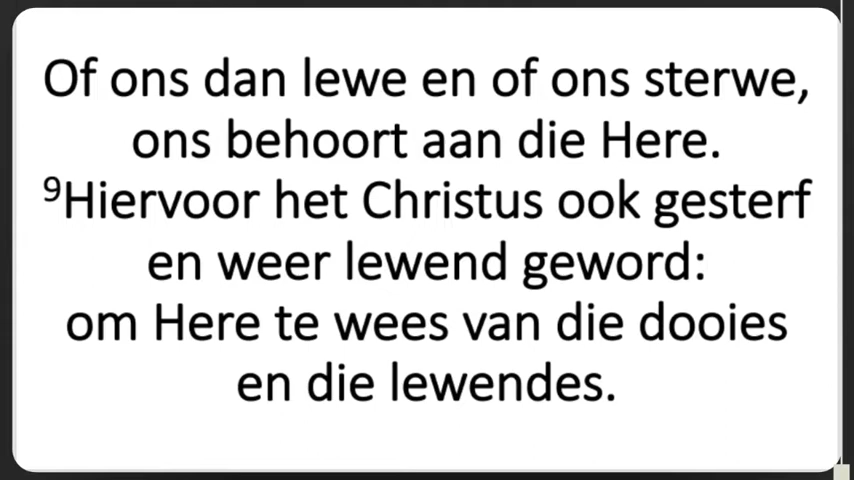 Of ons dan lewe en of ons sterwe,
ons behoort aan die Here.
⁹Hiervoor het Christus ook gesterf
en weer lewend geword:
om Here te wees van die dooies
en die lewendes.